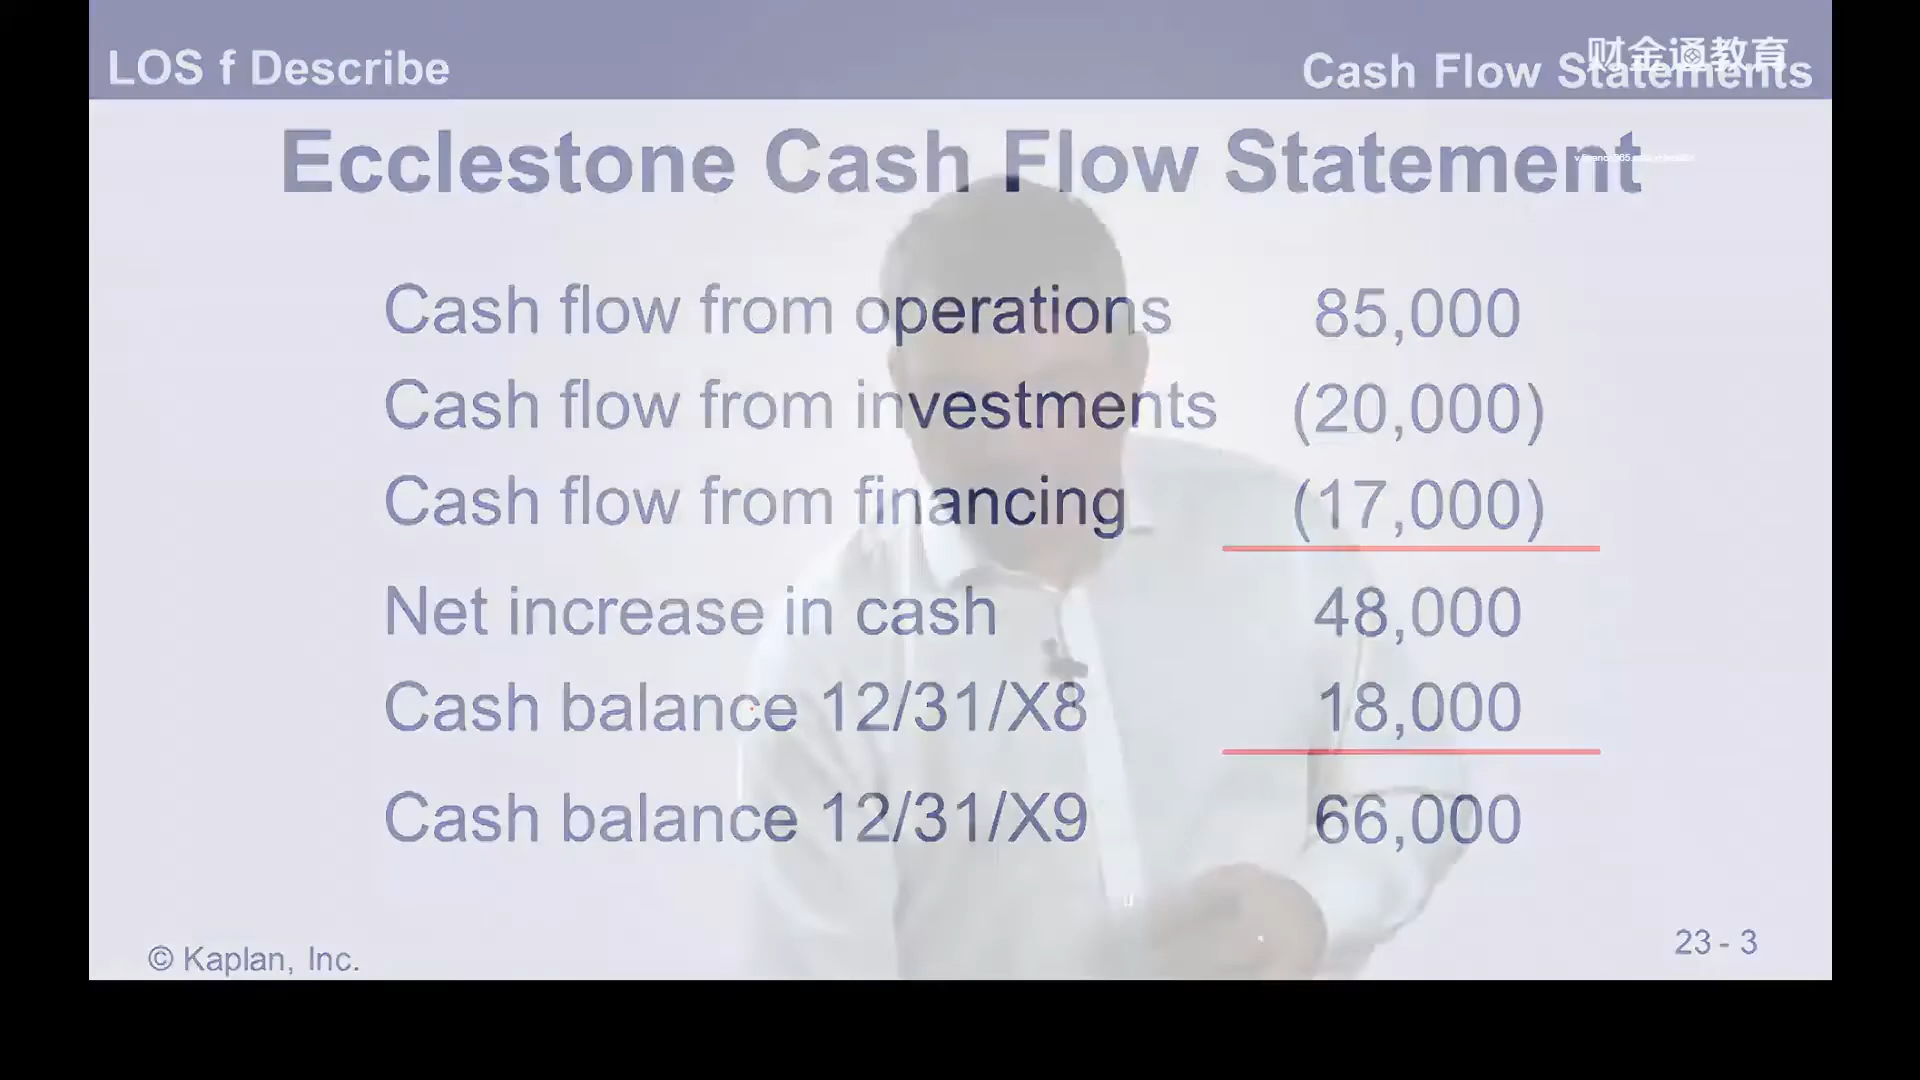 LOS f Describe
Cash Flow Statements
财金通教育
Ecclestone Cash Flow Statement
Cash flow from operations 85,000
Cash flow from investments (20,000)
Cash flow from financing (17,000)
Net increase in cash 48,000
Cash balance 12/31/X8 18,000
Cash balance 12/31/X9 66,000
© Kaplan, Inc.
23 - 3